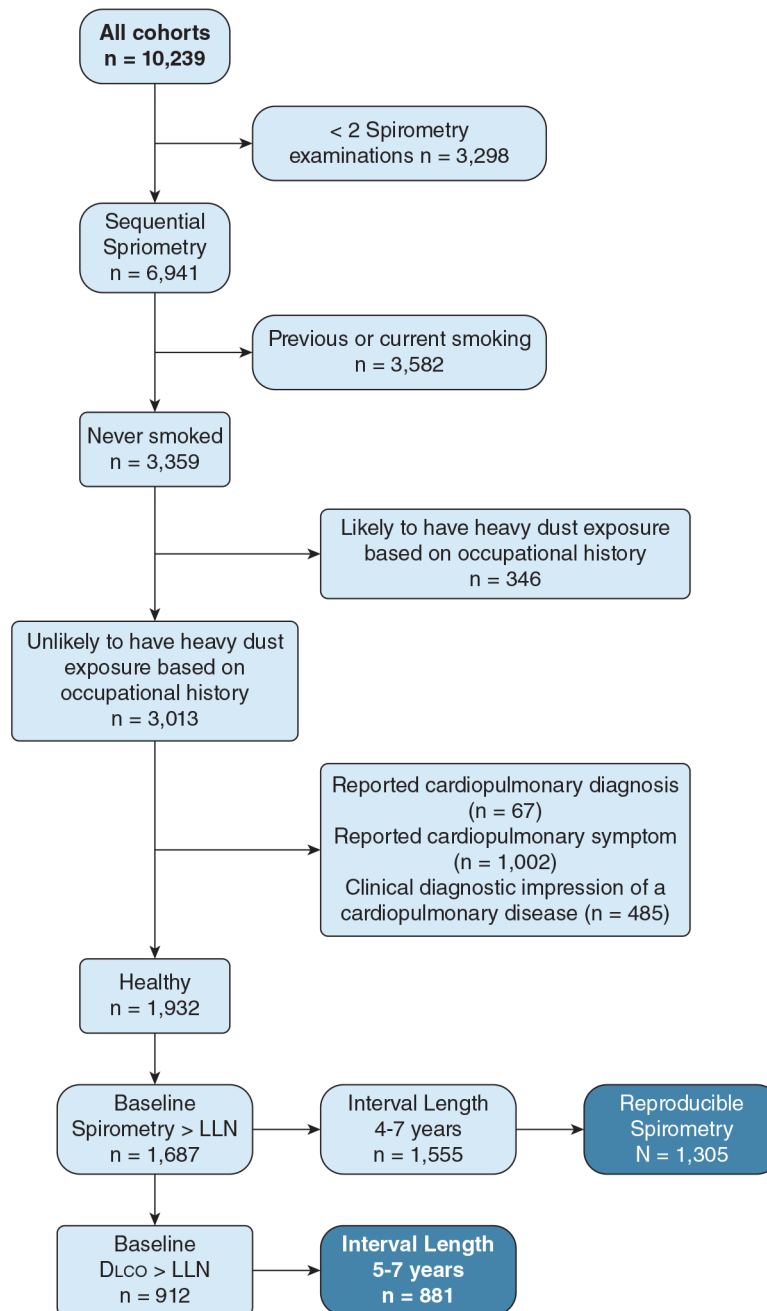 All cohorts
n = 10,239
< 2 Spirometry
examinations n = 3,298
Sequential
Spriometry
n = 6,941
Previous or current smoking
n = 3,582
Never smoked
n = 3,359
Likely to have heavy dust exposure
based on occupational history
n = 346
Unlikely to have heavy dust
exposure based on
occupational history
n = 3,013
Reported cardiopulmonary diagnosis
(n = 67)
Reported cardiopulmonary symptom
(n = 1,002)
Clinical diagnostic impression of a
cardiopulmonary disease (n = 485)
Healthy
n = 1,932
Baseline
Spirometry > LLN
n = 1,687
Interval Length
4-7 years
n = 1,555
Reproducible
Spirometry
N = 1,305
Baseline
DLCO > LLN
n = 912
Interval Length
5-7 years
n = 881